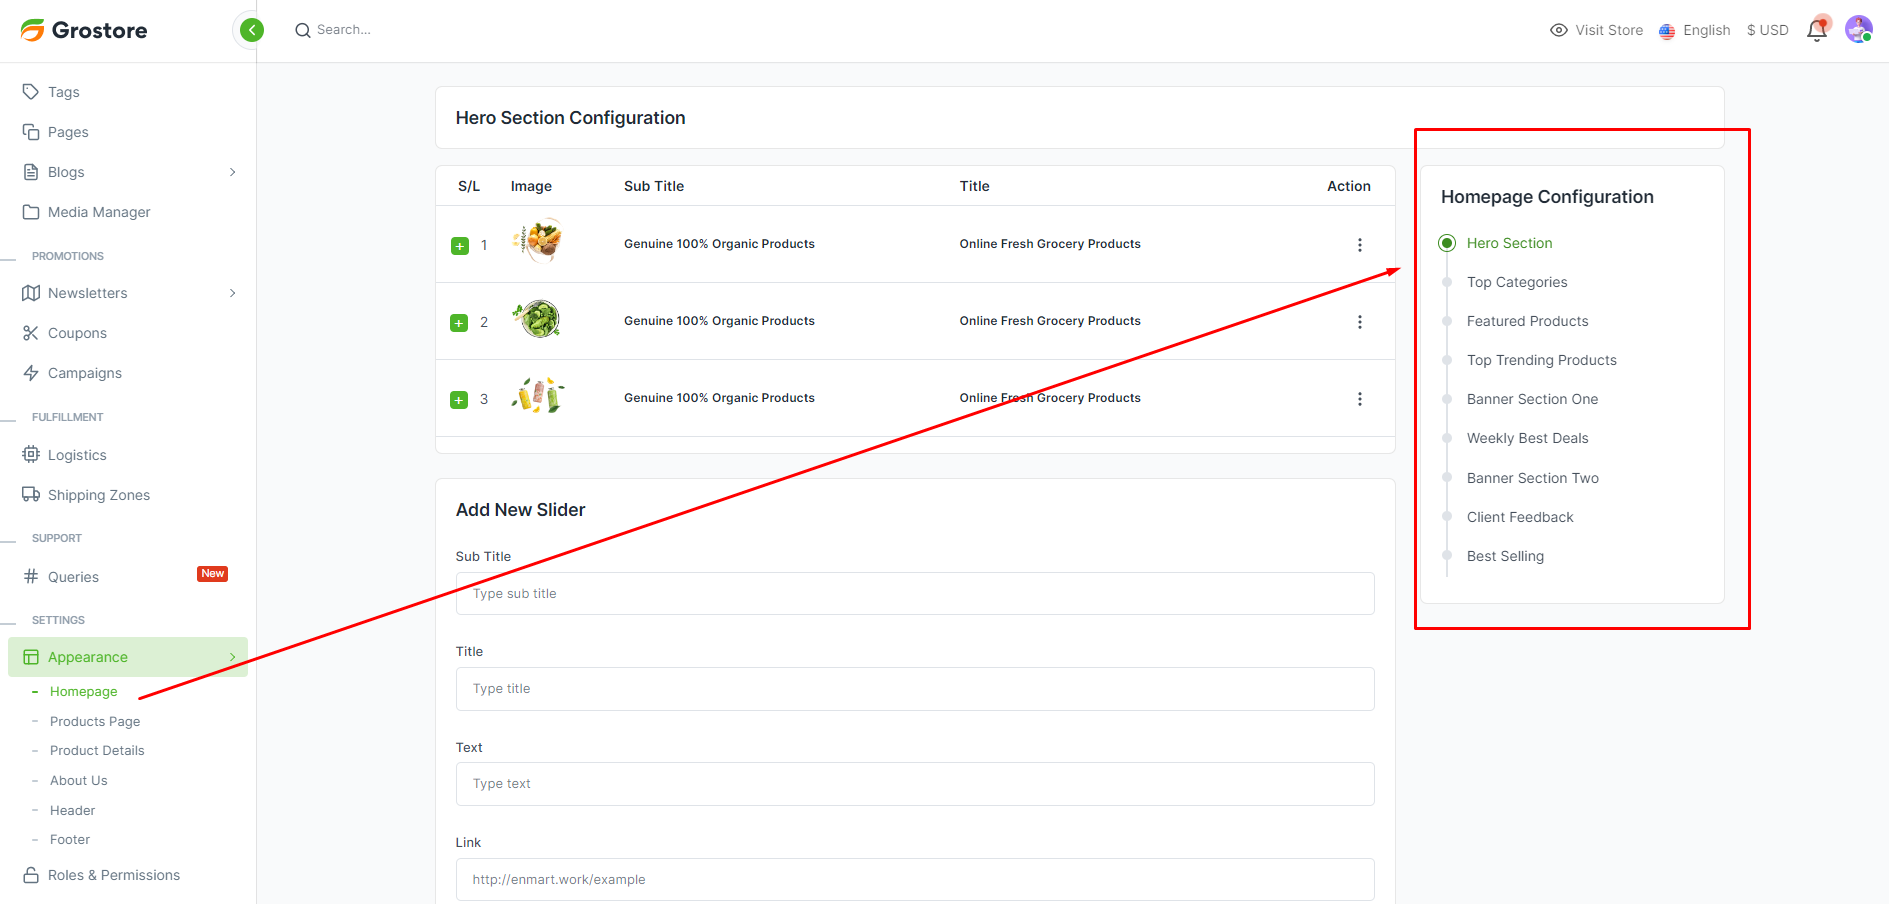 Grostore
Search...
Visit Store
English
$ USD
Tags
Pages
Blogs
Media Manager
PROMOTIONS
Newsletters
Coupons
Campaigns
FULFILLMENT
Logistics
Shipping Zones
SUPPORT
Queries New
SETTINGS
Appearance
Homepage
Products Page
Product Details
About Us
Header
Footer
Roles & Permissions
Hero Section Configuration
S/L Image Sub Title Title Action
1 Genuine 100% Organic Products Online Fresh Grocery Products
2 Genuine 100% Organic Products Online Fresh Grocery Products
3 Genuine 100% Organic Products Online Fresh Grocery Products
Add New Slider
Sub Title
Type sub title
Title
Type title
Text
Type text
Link
http://enmart.work/example
Homepage Configuration
Hero Section
Top Categories
Featured Products
Top Trending Products
Banner Section One
Weekly Best Deals
Banner Section Two
Client Feedback
Best Selling